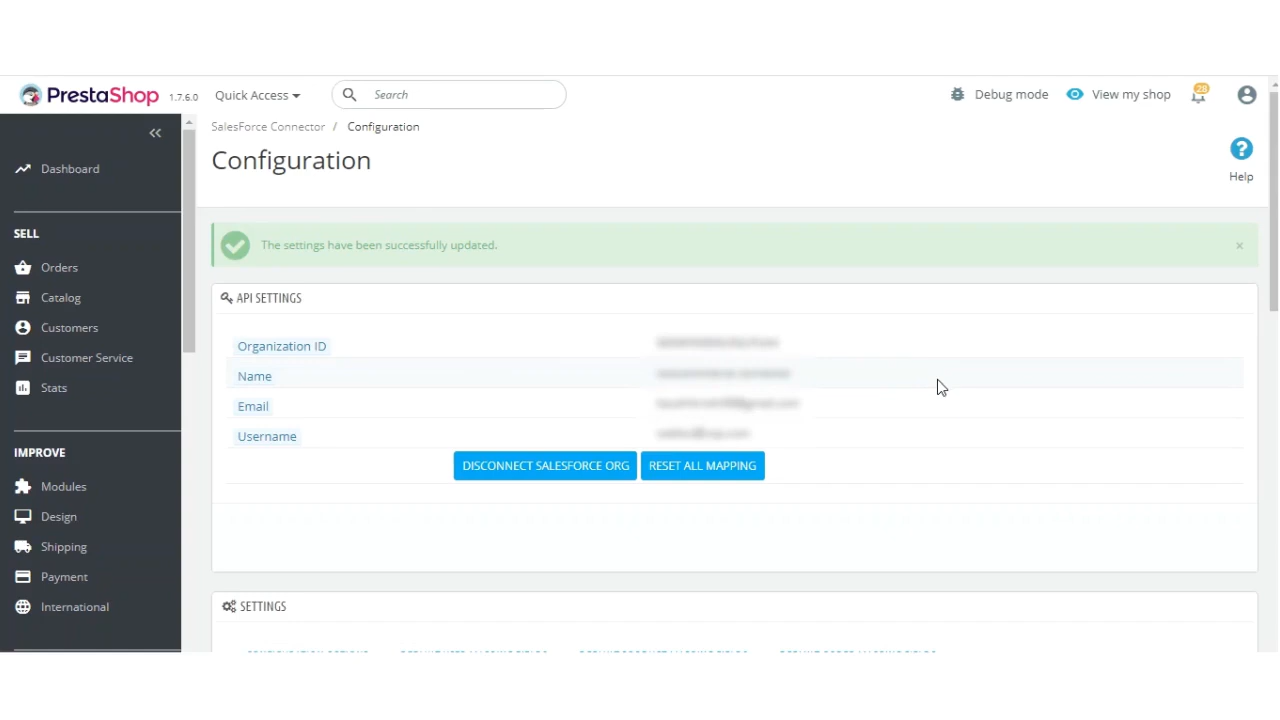 PrestaShop 1.7.6.0 Quick Access Search Debug mode View my shop 28
SalesForce Connector / Configuration
Configuration
Help
Dashboard
SELL
Orders
Catalog
Customers
Customer Service
Stats
IMPROVE
Modules
Design
Shipping
Payment
International
The settings have been successfully updated. ×
API SETTINGS
Organization ID
Name
Email
Username
DISCONNECT SALESFORCE ORG RESET ALL MAPPING
SETTINGS